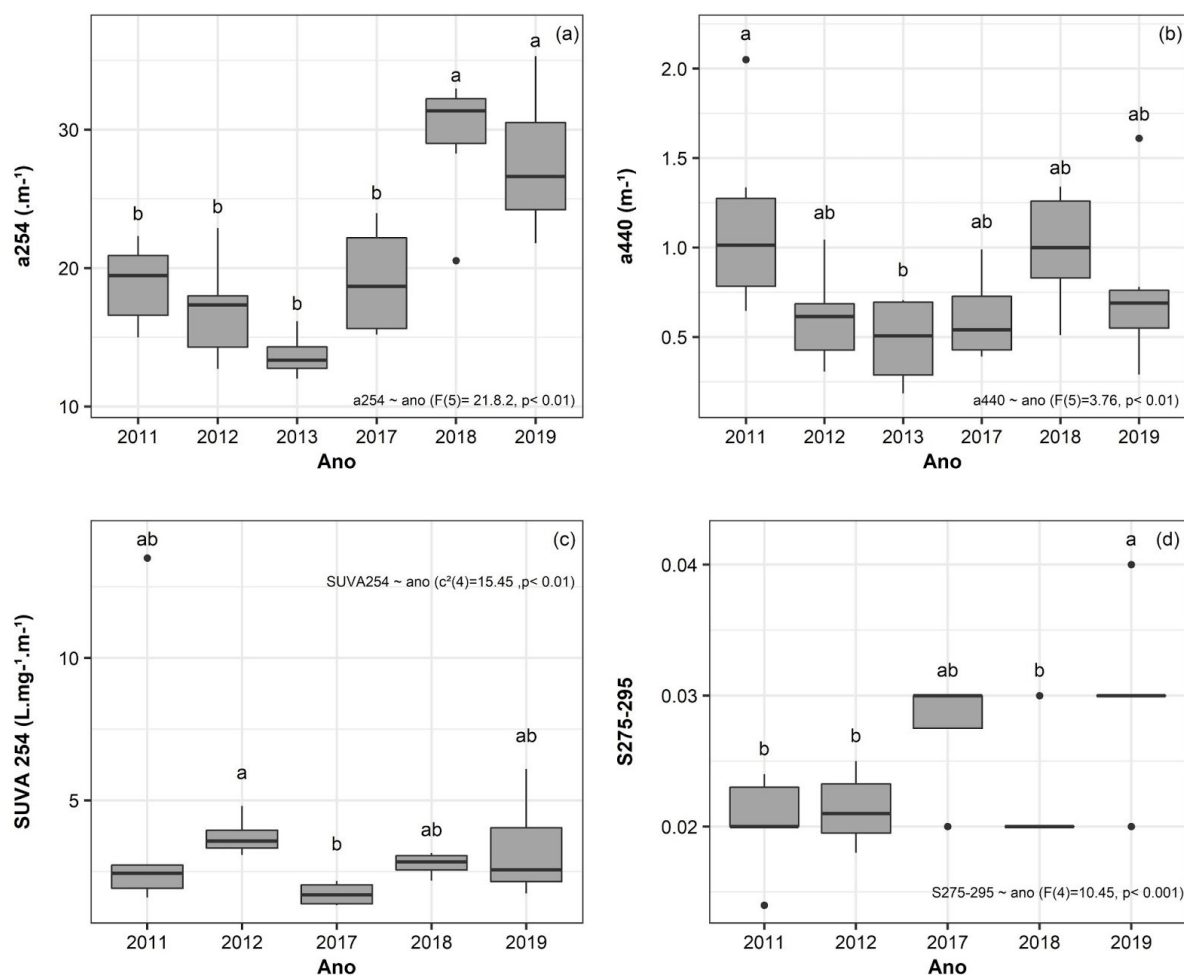 (a)
a
a
b
b
b
b
30
20
10
a254 (.m-¹)
a254 ~ ano (F(5)= 21.8.2, p< 0.01)
2011 2012 2013 2017 2018 2019
Ano
(b)
a
ab
b
ab
ab
ab
2.0
1.5
1.0
0.5
a440 (m-¹)
a440 ~ ano (F(5)=3.76, p< 0.01)
2011 2012 2013 2017 2018 2019
Ano
(c)
ab
SUVA254 ~ ano (c²(4)=15.45 ,p< 0.01)
a
b
ab
ab
10
5
SUVA 254 (L.mg-¹.m-¹)
2011 2012 2017 2018 2019
Ano
(d)
b
b
ab
b
a
0.04
0.03
0.02
S275-295
S275-295 ~ ano (F(4)=10.45, p< 0.001)
2011 2012 2017 2018 2019
Ano